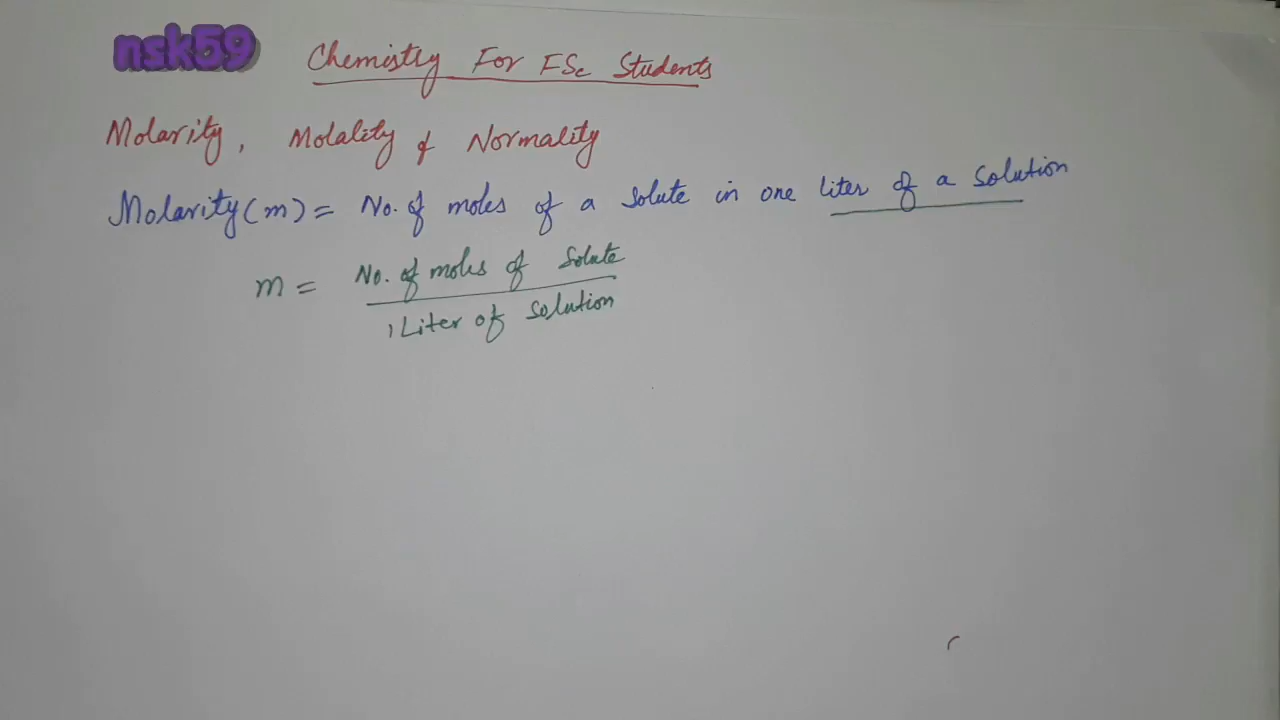 nsk59
Chemistry For FSc Students
Molarity, Molality & Normality
Molarity(m) = No. of moles of a solute in one liter of a solution
m = No. of moles of solute
1 Liter of solution